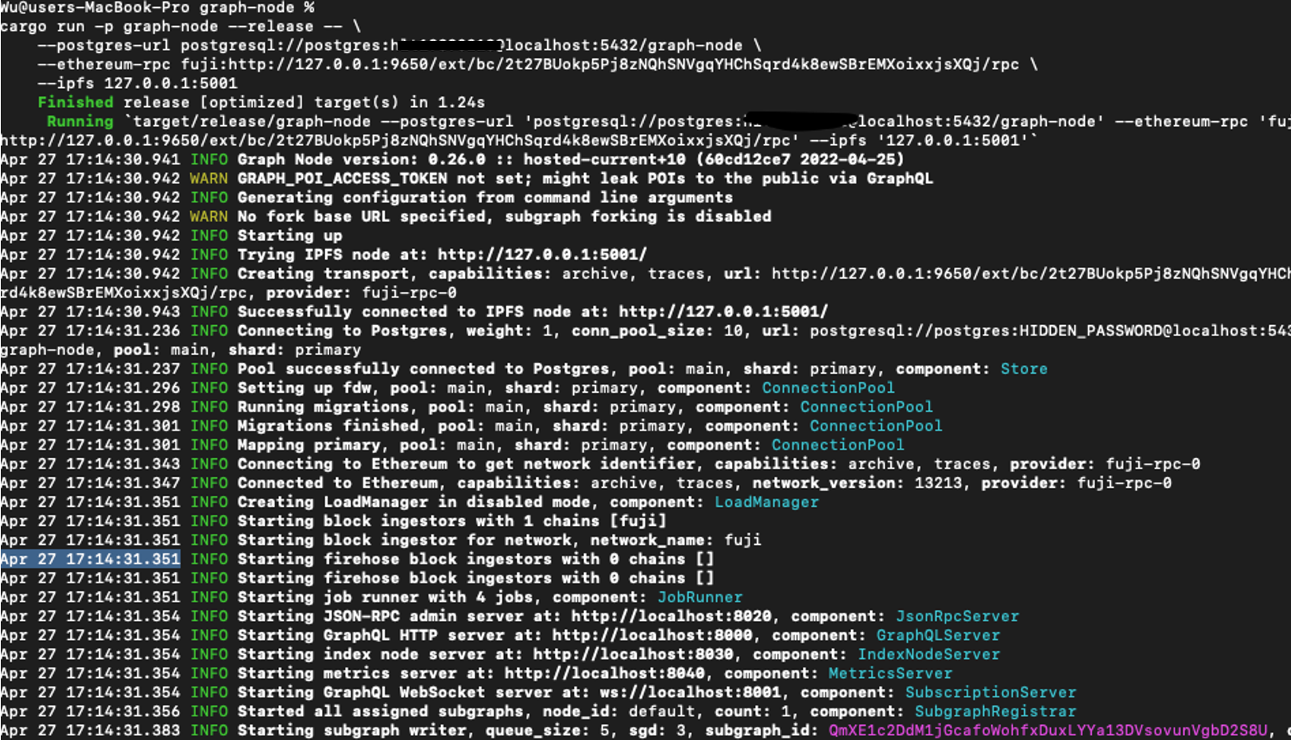 Wu@users-MacBook-Pro graph-node %
cargo run -p graph-node --release -- \
--postgres-url postgresql://postgres:h localhost:5432/graph-node \
--ethereum-rpc fuji:http://127.0.0.1:9650/ext/bc/2t27BUokp5Pj8zNQhSNVgqYHChSqrd4k8ewSBrEMXoixxjsXQj/rpc \
--ipfs 127.0.0.1:5001
Finished release [optimized] target(s) in 1.24s
Running `target/release/graph-node --postgres-url 'postgresql://postgres: localhost:5432/graph-node' --ethereum-rpc 'fuj
http://127.0.0.1:9650/ext/bc/2t27BUokp5Pj8zNQhSNVgqYHChSqrd4k8ewSBrEMXoixxjsXQj/rpc' --ipfs '127.0.0.1:5001'`
Apr 27 17:14:30.941 INFO Graph Node version: 0.26.0 :: hosted-current+10 (60cd12ce7 2022-04-25)
Apr 27 17:14:30.942 WARN GRAPH_POI_ACCESS_TOKEN not set; might leak POIs to the public via GraphQL
Apr 27 17:14:30.942 INFO Generating configuration from command line arguments
Apr 27 17:14:30.942 WARN No fork base URL specified, subgraph forking is disabled
Apr 27 17:14:30.942 INFO Starting up
Apr 27 17:14:30.942 INFO Trying IPFS node at: http://127.0.0.1:5001/
Apr 27 17:14:30.942 INFO Creating transport, capabilities: archive, traces, url: http://127.0.0.1:9650/ext/bc/2t27BUokp5Pj8zNQhSNVgqYHCh
rd4k8ewSBrEMXoixxjsXQj/rpc, provider: fuji-rpc-0
Apr 27 17:14:30.943 INFO Successfully connected to IPFS node at: http://127.0.0.1:5001/
Apr 27 17:14:31.236 INFO Connecting to Postgres, weight: 1, conn_pool_size: 10, url: postgresql://postgres:HIDDEN_PASSWORD@localhost:543
graph-node, pool: main, shard: primary
Apr 27 17:14:31.237 INFO Pool successfully connected to Postgres, pool: main, shard: primary, component: Store
Apr 27 17:14:31.296 INFO Setting up fdw, pool: main, shard: primary, component: ConnectionPool
Apr 27 17:14:31.298 INFO Running migrations, pool: main, shard: primary, component: ConnectionPool
Apr 27 17:14:31.301 INFO Migrations finished, pool: main, shard: primary, component: ConnectionPool
Apr 27 17:14:31.301 INFO Mapping primary, pool: main, shard: primary, component: ConnectionPool
Apr 27 17:14:31.343 INFO Connecting to Ethereum to get network identifier, capabilities: archive, traces, provider: fuji-rpc-0
Apr 27 17:14:31.347 INFO Connected to Ethereum, capabilities: archive, traces, network_version: 13213, provider: fuji-rpc-0
Apr 27 17:14:31.351 INFO Creating LoadManager in disabled mode, component: LoadManager
Apr 27 17:14:31.351 INFO Starting block ingestors with 1 chains [fuji]
Apr 27 17:14:31.351 INFO Starting block ingestor for network, network_name: fuji
Apr 27 17:14:31.351 INFO Starting firehose block ingestors with 0 chains []
Apr 27 17:14:31.351 INFO Starting firehose block ingestors with 0 chains []
Apr 27 17:14:31.351 INFO Starting job runner with 4 jobs, component: JobRunner
Apr 27 17:14:31.354 INFO Starting JSON-RPC admin server at: http://localhost:8020, component: JsonRpcServer
Apr 27 17:14:31.354 INFO Starting GraphQL HTTP server at: http://localhost:8000, component: GraphQLServer
Apr 27 17:14:31.354 INFO Starting index node server at: http://localhost:8030, component: IndexNodeServer
Apr 27 17:14:31.354 INFO Starting metrics server at: http://localhost:8040, component: MetricsServer
Apr 27 17:14:31.354 INFO Starting GraphQL WebSocket server at: ws://localhost:8001, component: SubscriptionServer
Apr 27 17:14:31.356 INFO Started all assigned subgraphs, node_id: default, count: 1, component: SubgraphRegistrar
Apr 27 17:14:31.383 INFO Starting subgraph writer, queue_size: 5, sgd: 3, subgraph_id: QmXE1c2DdM1jGcafoWohfxDuxLYYa13DVsovunVgbD2S8U,